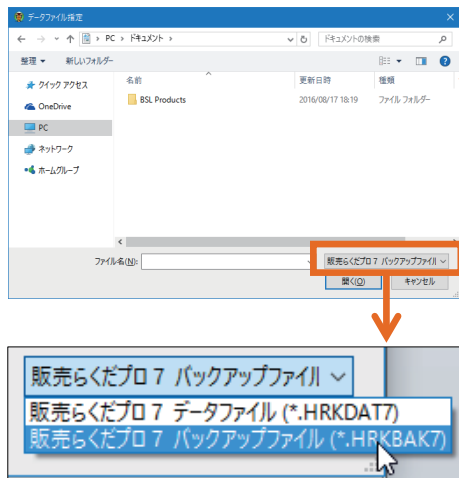 データファイル指定
PC › ドキュメント ›
ドキュメントの検索
整理 新しいフォルダー
クイック アクセス
OneDrive
PC
ネットワーク
ホームグループ
名前 更新日時 種類
BSL Products 2016/08/17 18:19 ファイル フォルダー
ファイル名(N):
販売らくだプロ 7 バックアップファイル
開く(O) キャンセル
販売らくだプロ 7 バックアップファイル
販売らくだプロ 7 データファイル (*.HRKDAT7)
販売らくだプロ 7 バックアップファイル (*.HRKBAK7)